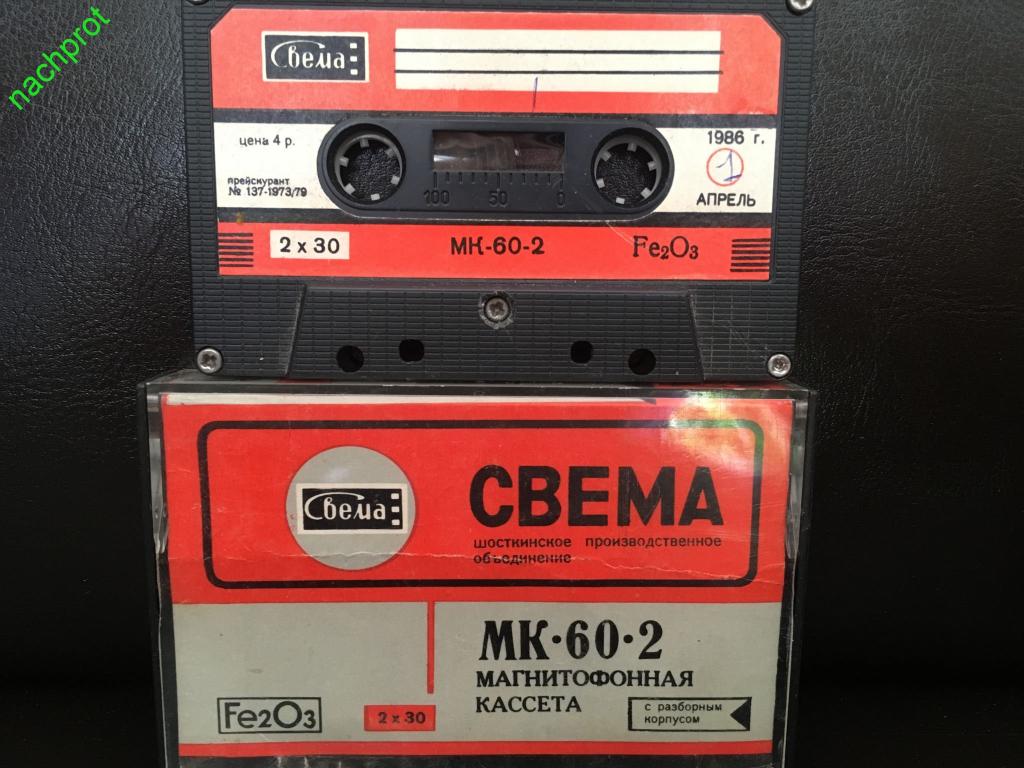 nachprot
Свема
цена 4 р.
прейскурант
№ 137-1973/79
100 50 0
1986 г.
1
АПРЕЛЬ
2 х 30 МК-60-2 Fe2O3
Свема
СВЕМА
шосткинское производственное
объединение
МК·60·2
МАГНИТОФОННАЯ
КАССЕТА
Fe2O3
2 х 30
с разборным
корпусом